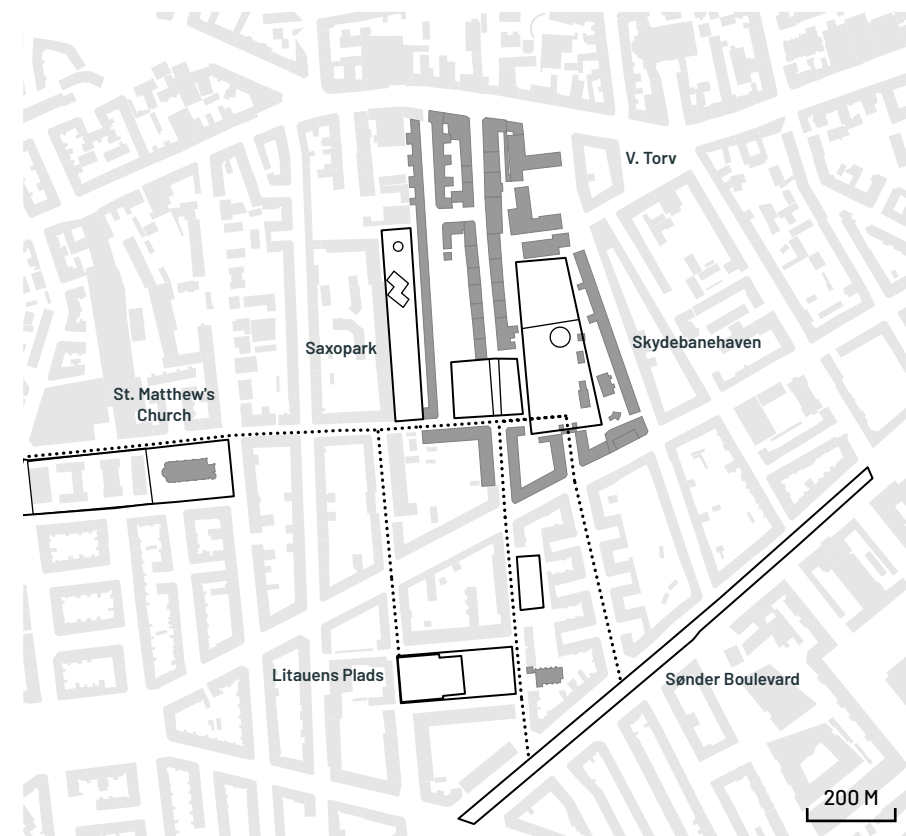 V. Torv
Skydebanehaven
Saxopark
St. Matthew's
Church
Litauens Plads
Sønder Boulevard
200 M